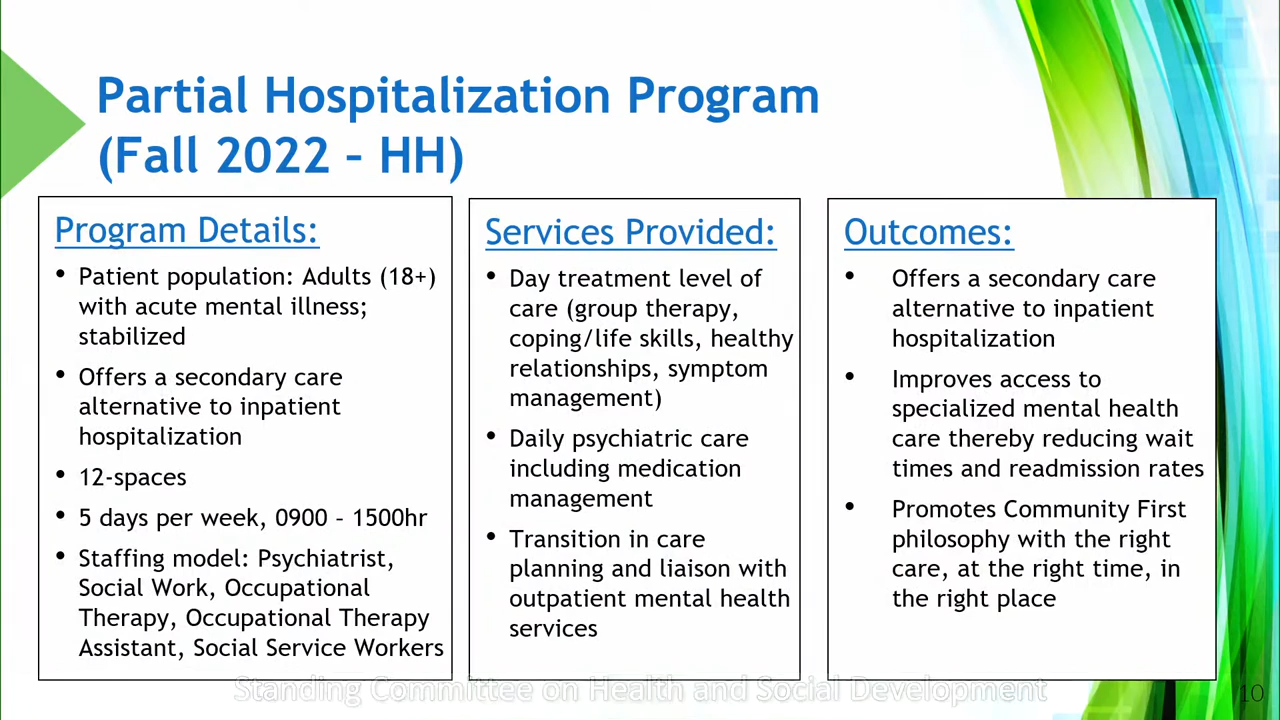 Partial Hospitalization Program
(Fall 2022 – HH)
Program Details:
• Patient population: Adults (18+)
with acute mental illness;
stabilized
• Offers a secondary care
alternative to inpatient
hospitalization
• 12-spaces
• 5 days per week, 0900 – 1500hr
• Staffing model: Psychiatrist,
Social Work, Occupational
Therapy, Occupational Therapy
Assistant, Social Service Workers
Services Provided:
• Day treatment level of
care (group therapy,
coping/life skills, healthy
relationships, symptom
management)
• Daily psychiatric care
including medication
management
• Transition in care
planning and liaison with
outpatient mental health
services
Outcomes:
• Offers a secondary care
alternative to inpatient
hospitalization
• Improves access to
specialized mental health
care thereby reducing wait
times and readmission rates
• Promotes Community First
philosophy with the right
care, at the right time, in
the right place
Standing Committee on Health and Social Development
10